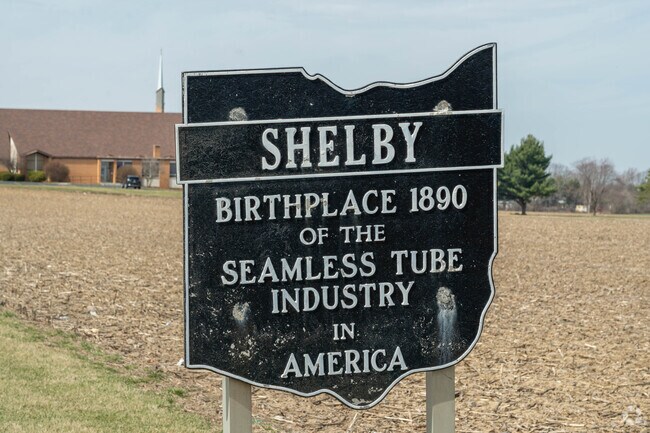 SHELBY
BIRTHPLACE 1890
OF THE
SEAMLESS TUBE
INDUSTRY
IN
AMERICA